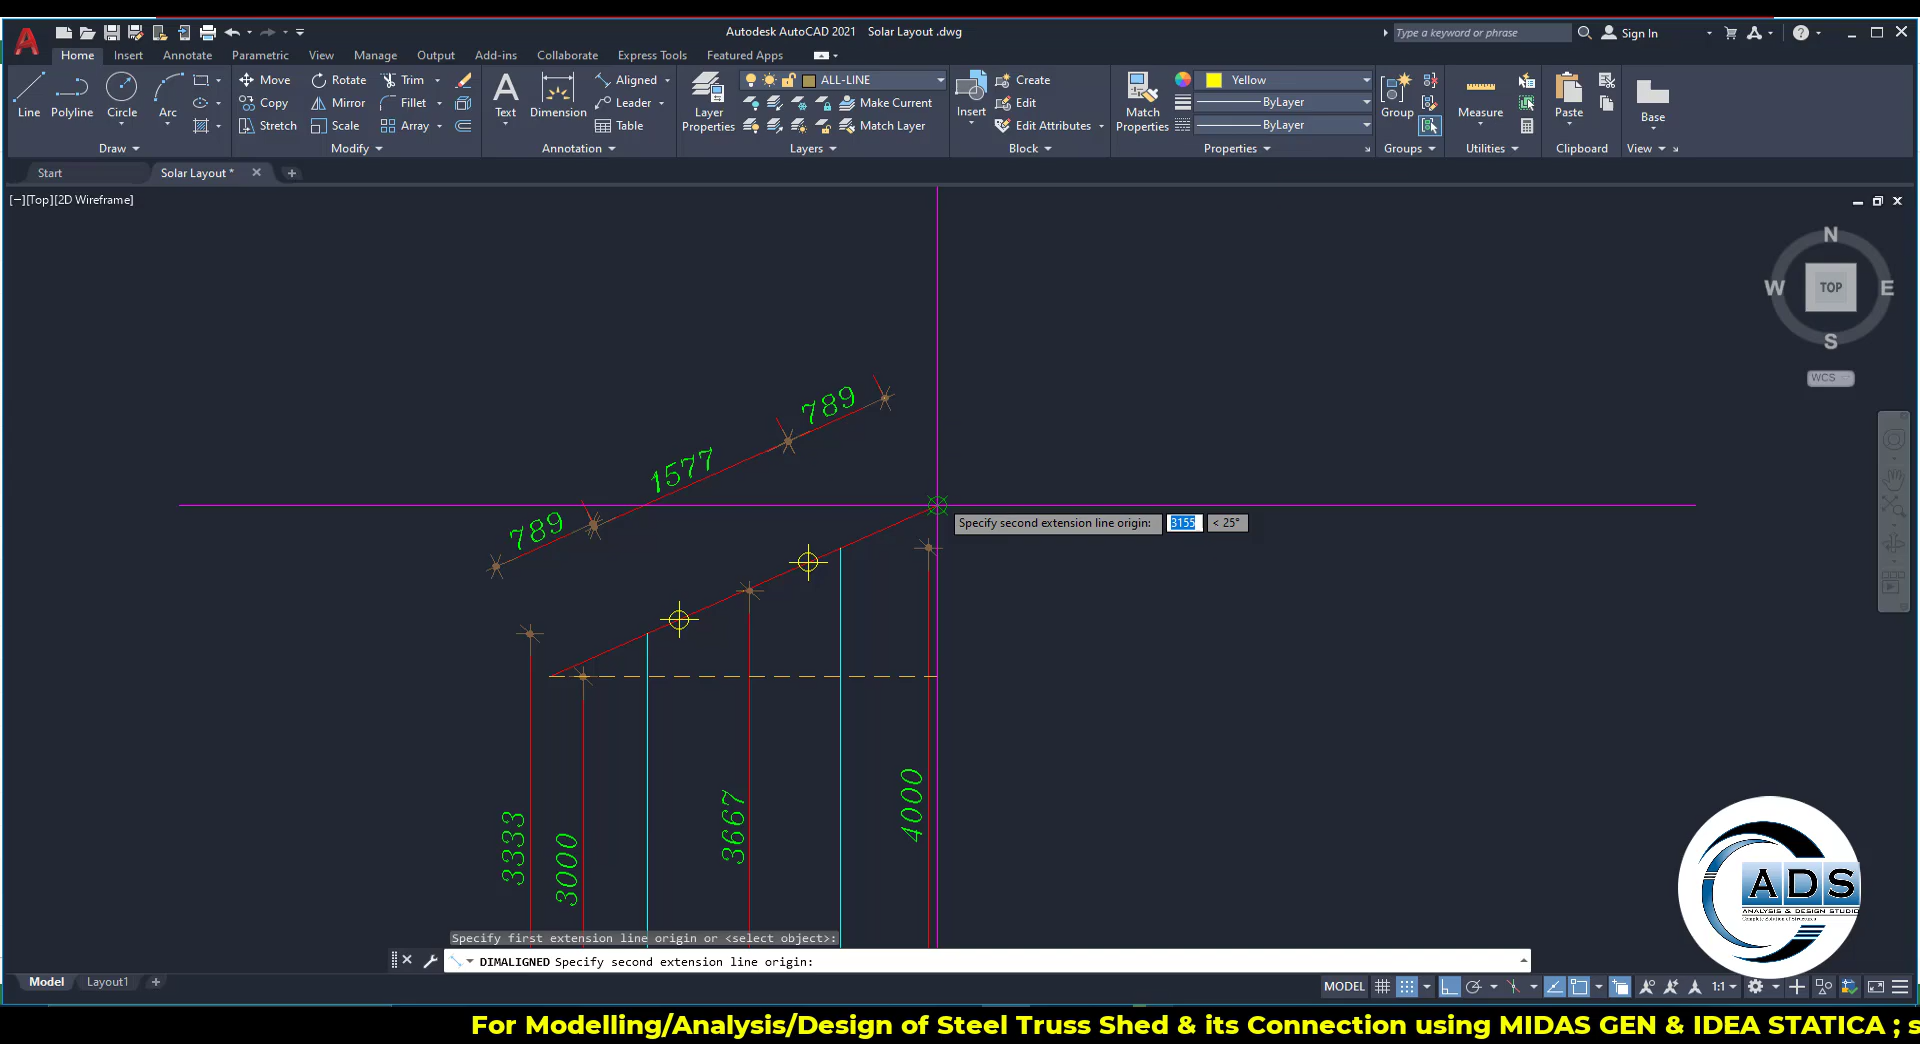 Autodesk AutoCAD 2021 Solar Layout .dwg
Type a keyword or phrase
Sign In
Home Insert Annotate Parametric View Manage Output Add-ins Collaborate Express Tools Featured Apps
Line Polyline Circle Arc
Draw
Move Rotate Trim
Copy Mirror Fillet
Stretch Scale Array
Modify
Text Dimension
Aligned
Leader
Table
Annotation
Layer Properties
ALL-LINE
Make Current
Match Layer
Layers
Insert
Create
Edit
Edit Attributes
Block
Match Properties
Yellow
ByLayer
ByLayer
Properties
Group
Groups
Measure
Utilities
Paste
Clipboard
Base
View
Start Solar Layout *
[−][Top][2D Wireframe]
N
W TOP E
S
WCS
789
1577
789
Specify second extension line origin: 3155 < 25°
3333
3000
3667
4000
ADS
ANALYSIS & DESIGN STUDIO
Specify first extension line origin or <select object>:
DIMALIGNED Specify second extension line origin:
Model Layout1
MODEL
1:1
For Modelling/Analysis/Design of Steel Truss Shed & its Connection using MIDAS GEN & IDEA STATICA ; s